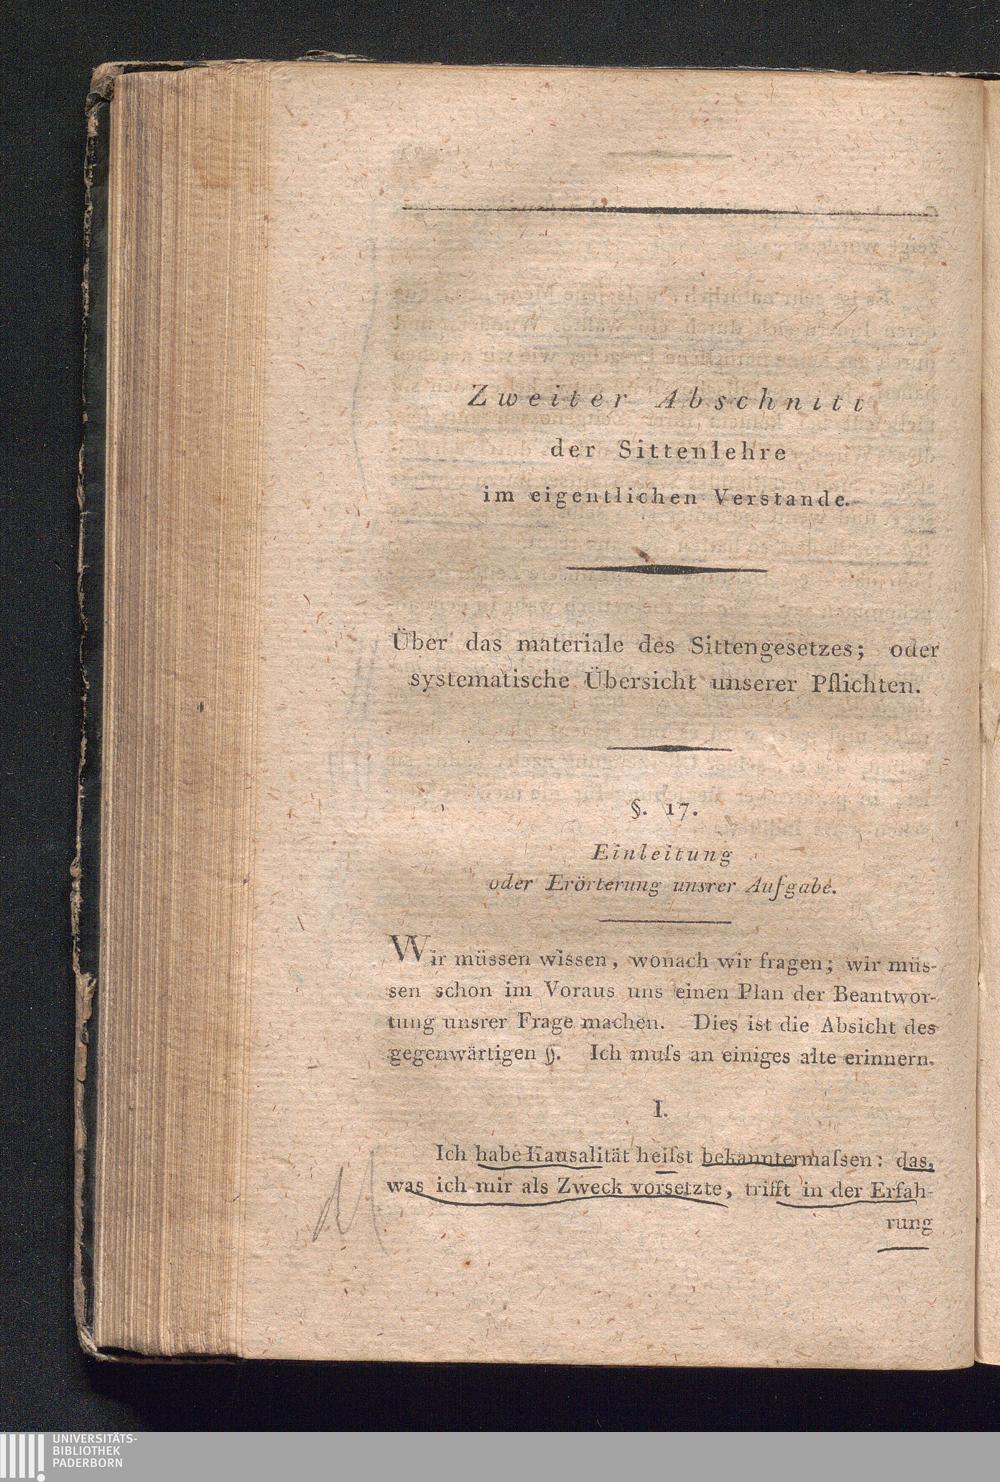 Zweiter Abschnitt
der Sittenlehre
im eigentlichen Verstande.
Über das materiale des Sittengesetzes; oder
systematische Übersicht unserer Pflichten.
§. 17.
Einleitung
oder Erörterung unsrer Aufgabe.
Wir müssen wissen, wonach wir fragen; wir müs-
sen schon im Voraus uns einen Plan der Beantwor-
tung unsrer Frage machen. Dies ist die Absicht des
gegenwärtigen §. Ich muſs an einiges alte erinnern.
I.
Ich habe Kausalität heiſst bekanntermaſsen: das,
was ich mir als Zweck vorsetzte, trifft in der Erfah-
rung
UNIVERSITÄTS-
BIBLIOTHEK
PADERBORN